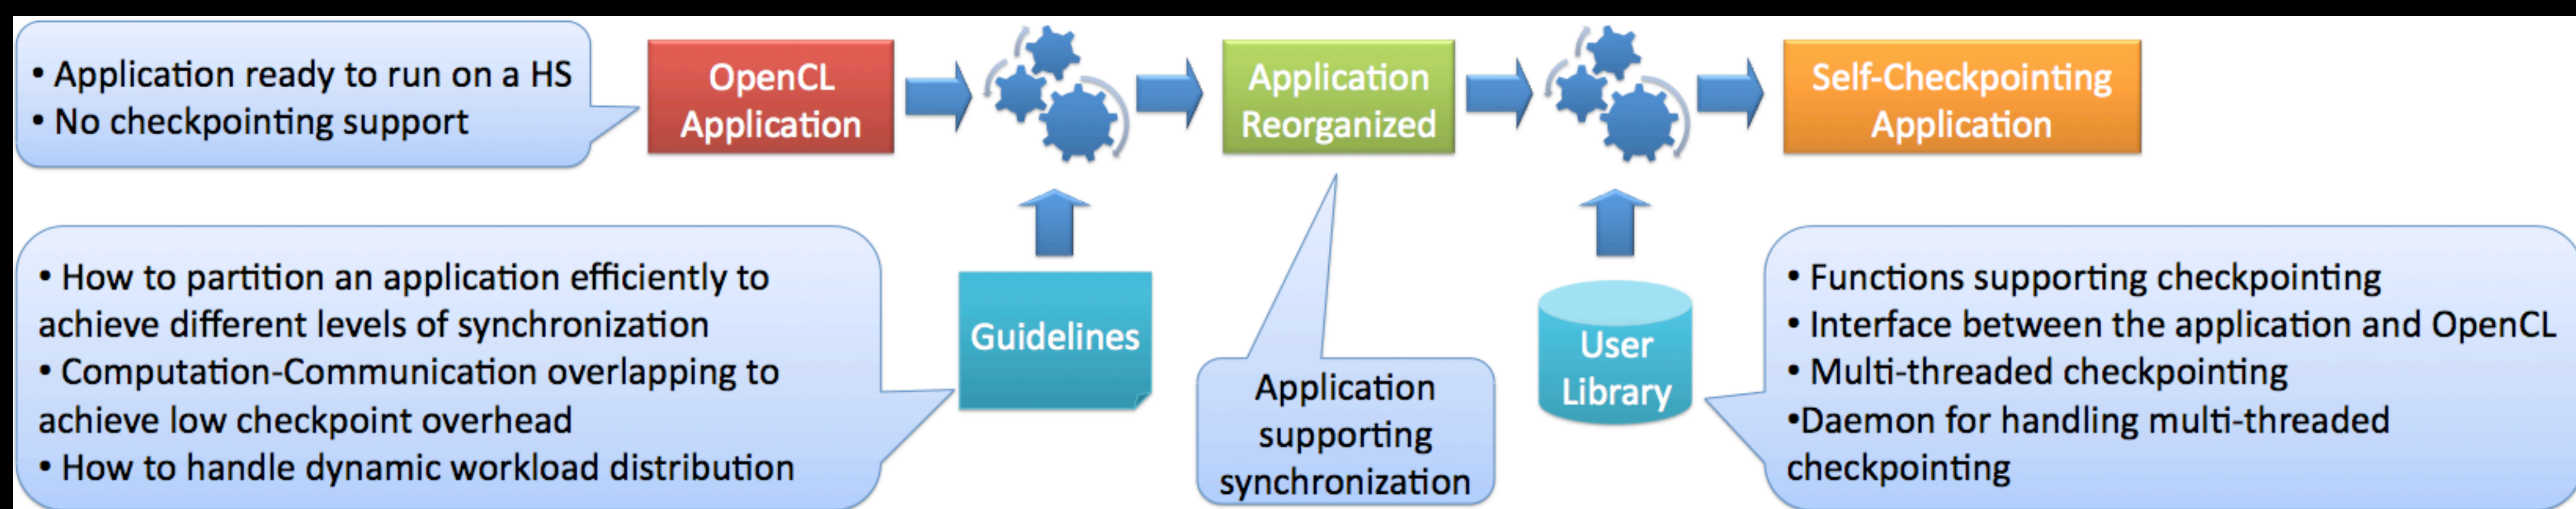 • Application ready to run on a HS
• No checkpointing support
OpenCL
Application
Application
Reorganized
Self-Checkpointing
Application
• How to partition an application efficiently to
achieve different levels of synchronization
• Computation-Communication overlapping to
achieve low checkpoint overhead
• How to handle dynamic workload distribution
Guidelines
Application
supporting
synchronization
User
Library
• Functions supporting checkpointing
• Interface between the application and OpenCL
• Multi-threaded checkpointing
•Daemon for handling multi-threaded
checkpointing